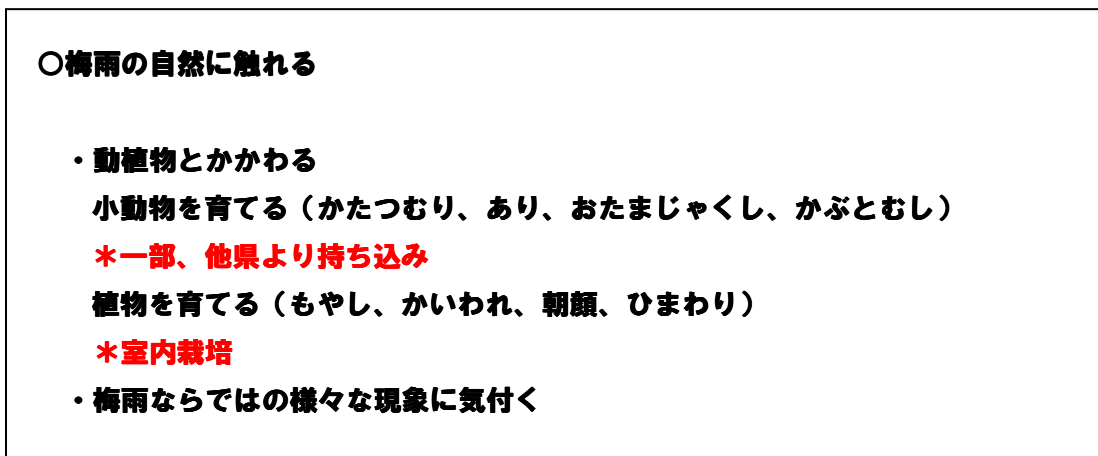 ○梅雨の自然に触れる
・動植物とかかわる
小動物を育てる（かたつむり、あり、おたまじゃくし、かぶとむし）
＊一部、他県より持ち込み
植物を育てる（もやし、かいわれ、朝顔、ひまわり）
＊室内栽培
・梅雨ならではの様々な現象に気付く